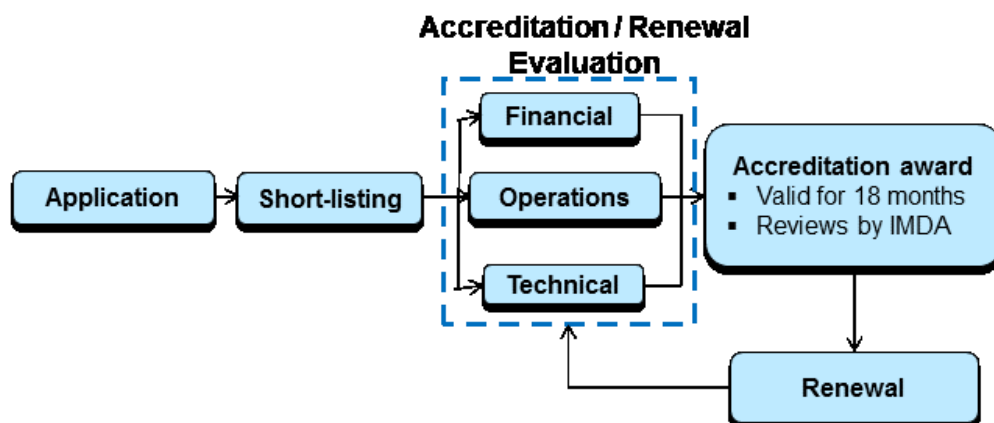 Accreditation / Renewal
Evaluation
Financial
Application
Short-listing
Operations
Technical
Accreditation award
▪ Valid for 18 months
▪ Reviews by IMDA
Renewal